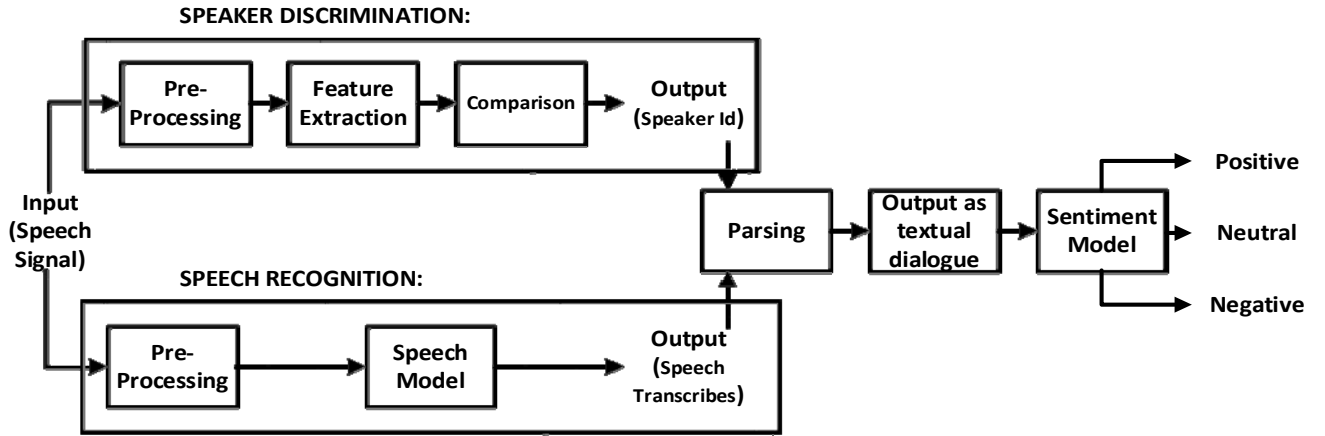 SPEAKER DISCRIMINATION:
Pre-
Processing
Feature
Extraction
Comparison
Output
(Speaker Id)
Input
(Speech
Signal)
Parsing
Output as
textual
dialogue
Sentiment
Model
Positive
Neutral
Negative
SPEECH RECOGNITION:
Pre-
Processing
Speech
Model
Output
(Speech
Transcribes)